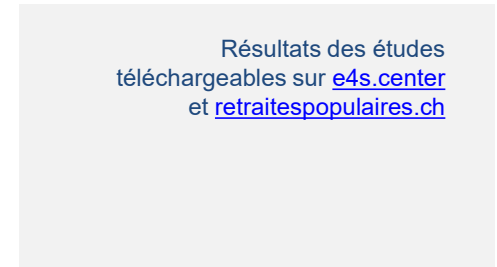 Résultats des études
téléchargeables sur e4s.center
et retraitespopulaires.ch